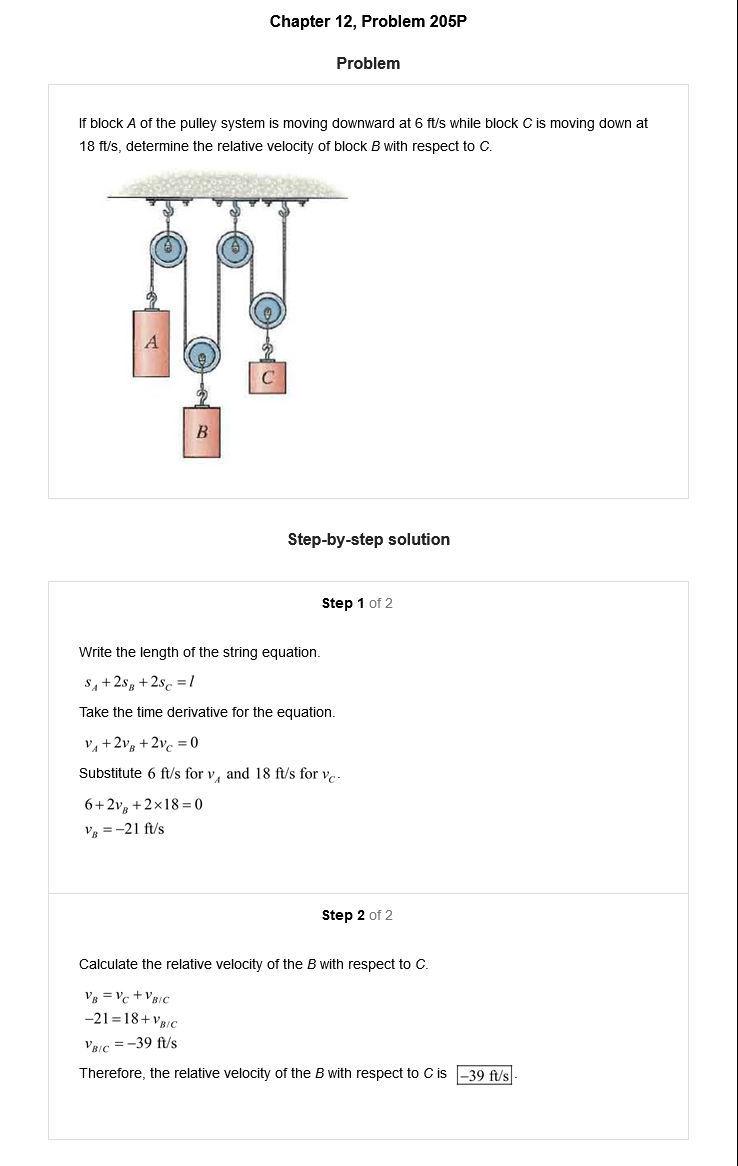 Chapter 12, Problem 205P
Problem
If block A of the pulley system is moving downward at 6 ft/s while block C is moving down at
18 ft/s, determine the relative velocity of block B with respect to C.
A
C
B
Step-by-step solution
Step 1 of 2
Write the length of the string equation.
s_A + 2s_B + 2s_C = l
Take the time derivative for the equation.
v_A + 2v_B + 2v_C = 0
Substitute 6 ft/s for v_A and 18 ft/s for v_C.
6 + 2v_B + 2×18 = 0
v_B = −21 ft/s
Step 2 of 2
Calculate the relative velocity of the B with respect to C.
v_B = v_C + v_{B/C}
−21 = 18 + v_{B/C}
v_{B/C} = −39 ft/s
Therefore, the relative velocity of the B with respect to C is −39 ft/s.